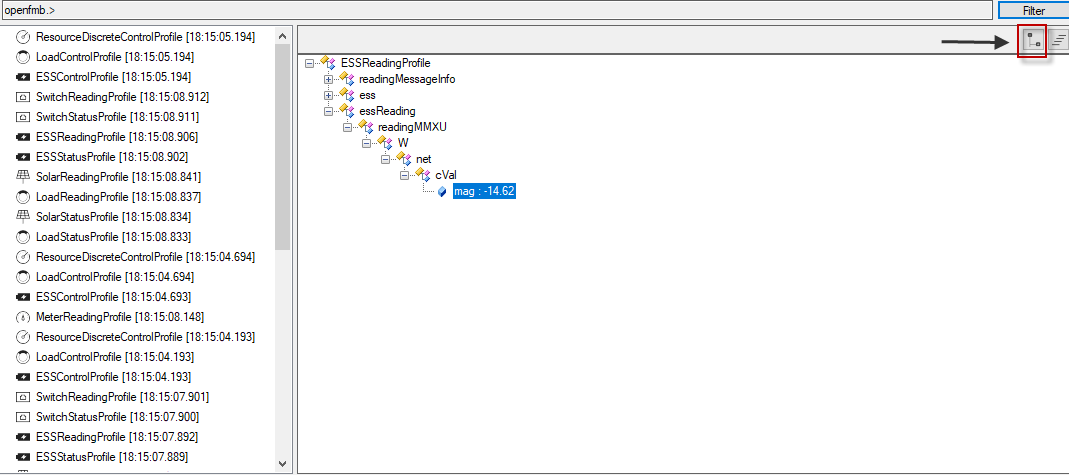 openfmb.>
Filter
ResourceDiscreteControlProfile [18:15:05.194]
LoadControlProfile [18:15:05.194]
ESSControlProfile [18:15:05.194]
SwitchReadingProfile [18:15:08.912]
SwitchStatusProfile [18:15:08.911]
ESSReadingProfile [18:15:08.906]
ESSStatusProfile [18:15:08.902]
SolarReadingProfile [18:15:08.841]
LoadReadingProfile [18:15:08.837]
SolarStatusProfile [18:15:08.834]
LoadStatusProfile [18:15:08.833]
ResourceDiscreteControlProfile [18:15:04.694]
LoadControlProfile [18:15:04.694]
ESSControlProfile [18:15:04.693]
MeterReadingProfile [18:15:08.148]
ResourceDiscreteControlProfile [18:15:04.193]
LoadControlProfile [18:15:04.193]
ESSControlProfile [18:15:04.193]
SwitchReadingProfile [18:15:07.901]
SwitchStatusProfile [18:15:07.900]
ESSReadingProfile [18:15:07.892]
ESSStatusProfile [18:15:07.889]
ESSReadingProfile
readingMessageInfo
ess
essReading
readingMMXU
W
net
cVal
mag : -14.62